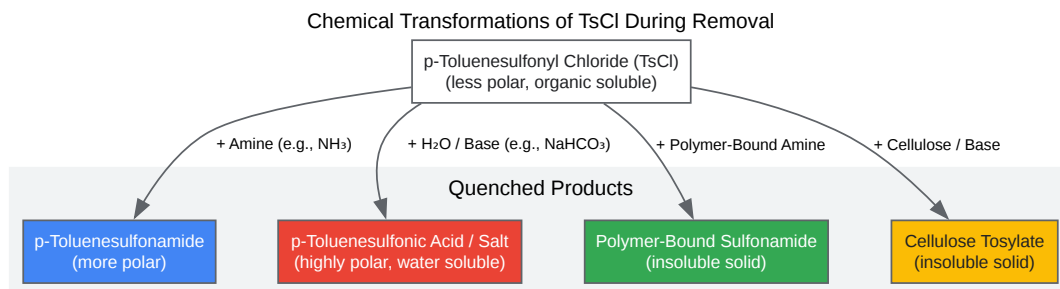 Chemical Transformations of TsCl During Removal
p-Toluenesulfonyl Chloride (TsCl)
(less polar, organic soluble)
+ Amine (e.g., NH₃)
+ H₂O / Base (e.g., NaHCO₃)
+ Polymer-Bound Amine
+ Cellulose / Base
Quenched Products
p-Toluenesulfonamide
(more polar)
p-Toluenesulfonic Acid / Salt
(highly polar, water soluble)
Polymer-Bound Sulfonamide
(insoluble solid)
Cellulose Tosylate
(insoluble solid)